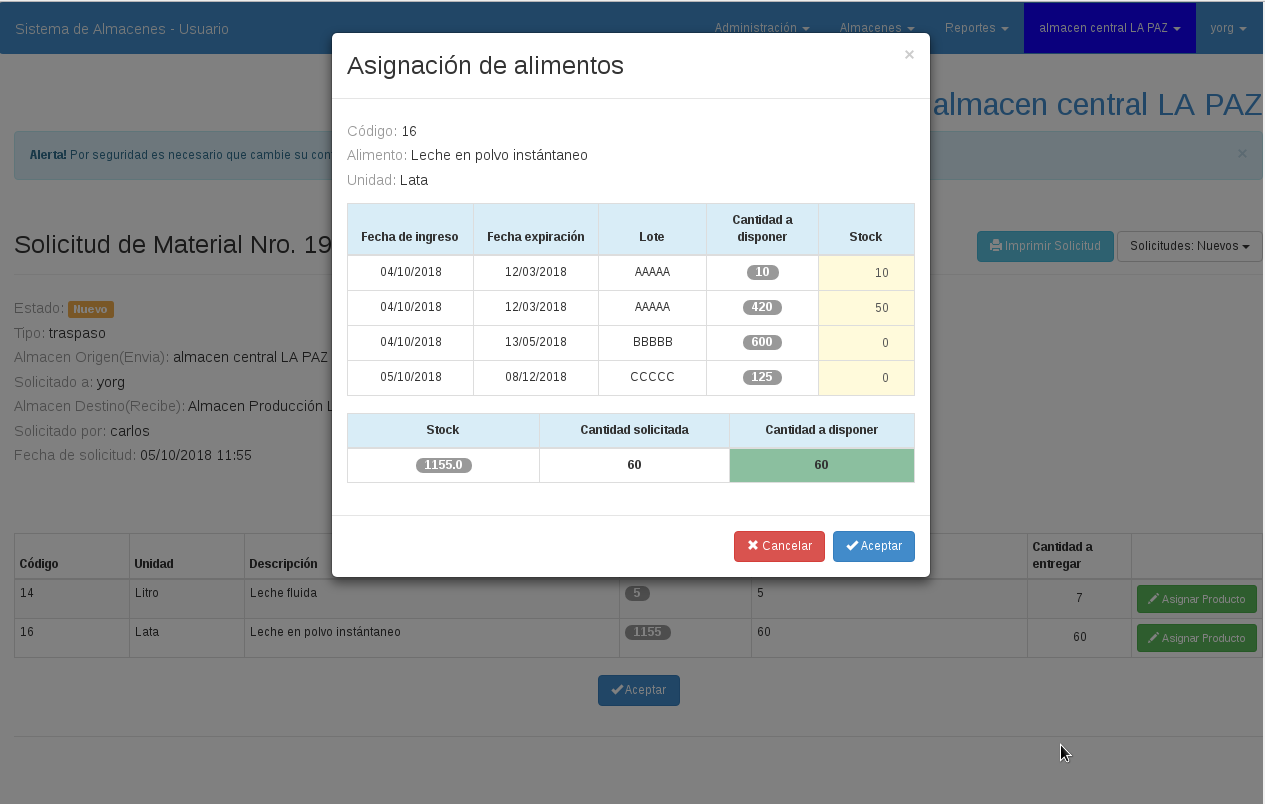 Sistema de Almacenes - Usuario
Administración Almacenes Reportes almacen central LA PAZ yorg
almacen central LA PAZ
Alerta! Por seguridad es necesario que cambie su con
×
Solicitud de Material Nro. 19
Imprimir Solicitud Solicitudes: Nuevos
Estado: Nuevo
Tipo: traspaso
Almacen Origen(Envia): almacen central LA PAZ
Solicitado a: yorg
Almacen Destino(Recibe): Almacen Producción L
Solicitado por: carlos
Fecha de solicitud: 05/10/2018 11:55
Asignación de alimentos ×
Código: 16
Alimento: Leche en polvo instántaneo
Unidad: Lata
Fecha de ingreso Fecha expiración Lote Cantidad a disponer Stock
04/10/2018 12/03/2018 AAAAA 10 10
04/10/2018 12/03/2018 AAAAA 420 50
04/10/2018 13/05/2018 BBBBB 600 0
05/10/2018 08/12/2018 CCCCC 125 0
Stock Cantidad solicitada Cantidad a disponer
1155.0 60 60
Cancelar Aceptar
Código Unidad Descripción Cantidad a entregar
14 Litro Leche fluida 5 5 7 Asignar Producto
16 Lata Leche en polvo instántaneo 1155 60 60 Asignar Producto
Aceptar